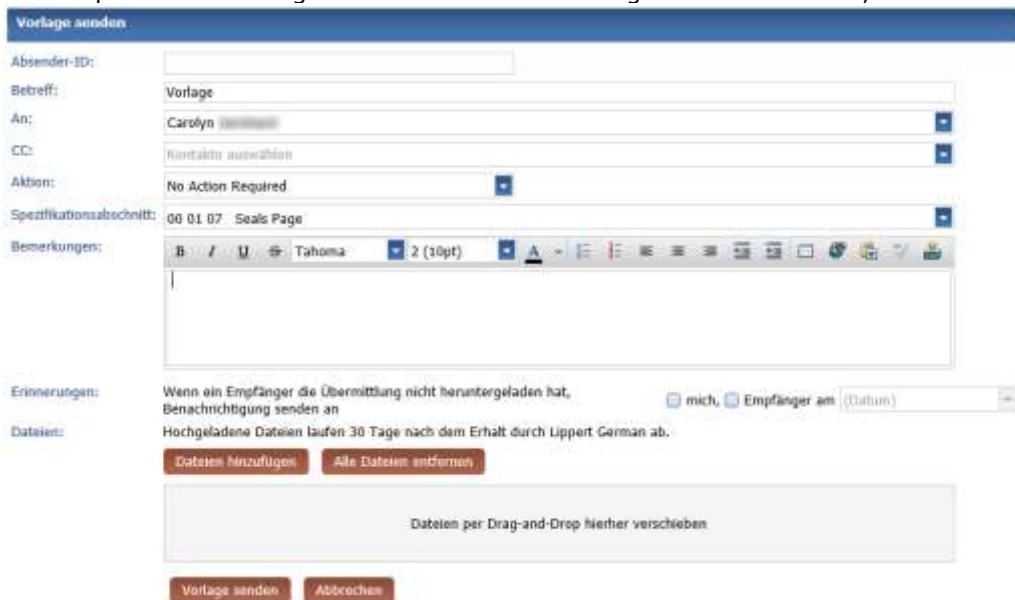 Vorlage senden
Absender-ID:
Betreff: Vorlage
An: Carolyn
CC: Kontakte auswählen
Aktion: No Action Required
Spezifikationsabschnitt: 00 01 07 Seals Page
Bemerkungen: B I U S Tahoma 2 (10pt) A
Erinnerungen: Wenn ein Empfänger die Übermittlung nicht heruntergeladen hat,
Benachrichtigung senden an mich, Empfänger am (Datum)
Dateien: Hochgeladene Dateien laufen 30 Tage nach dem Erhalt durch Lippert German ab.
Dateien hinzufügen Alle Dateien entfernen
Dateien per Drag-and-Drop hierher verschieben
Vorlage senden Abbrechen